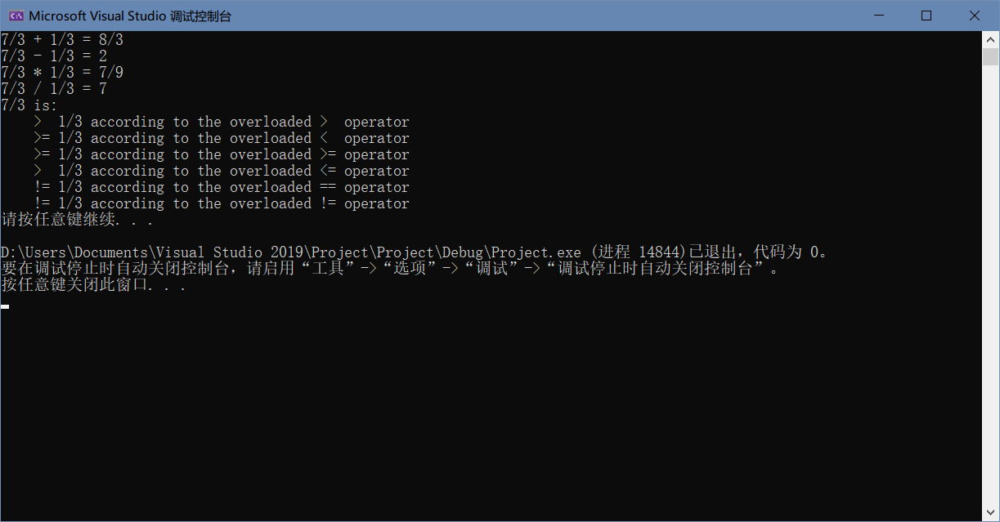 Microsoft Visual Studio 调试控制台
7/3 + 1/3 = 8/3
7/3 - 1/3 = 2
7/3 * 1/3 = 7/9
7/3 / 1/3 = 7
7/3 is:
    >  1/3 according to the overloaded >  operator
    >= 1/3 according to the overloaded <  operator
    >= 1/3 according to the overloaded >= operator
    >  1/3 according to the overloaded <= operator
    != 1/3 according to the overloaded == operator
    != 1/3 according to the overloaded != operator
请按任意键继续. . .
D:\Users\Documents\Visual Studio 2019\Project\Project\Debug\Project.exe (进程 14844)已退出，代码为 0。
要在调试停止时自动关闭控制台，请启用“工具”->“选项”->“调试”->“调试停止时自动关闭控制台”。
按任意键关闭此窗口. . .